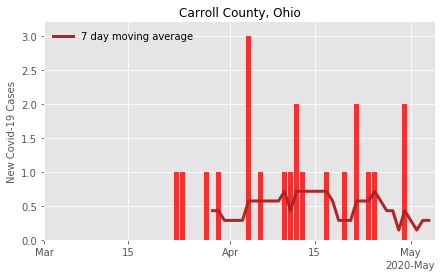 Carroll County, Ohio
7 day moving average
New Covid-19 Cases
3.0
2.5
2.0
1.5
1.0
0.5
0.0
Mar 15 Apr 15 May
2020-May